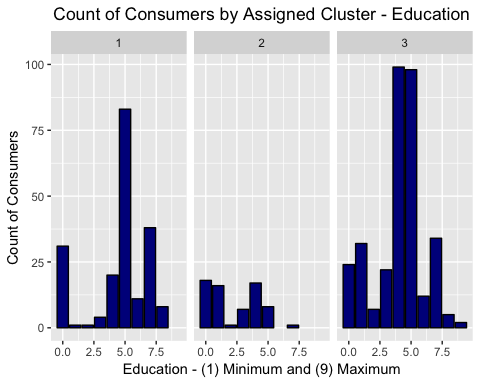 Count of Consumers by Assigned Cluster - Education
1 2 3
100
75
50
25
0
Count of Consumers
0.0 2.5 5.0 7.5 0.0 2.5 5.0 7.5 0.0 2.5 5.0 7.5
Education - (1) Minimum and (9) Maximum